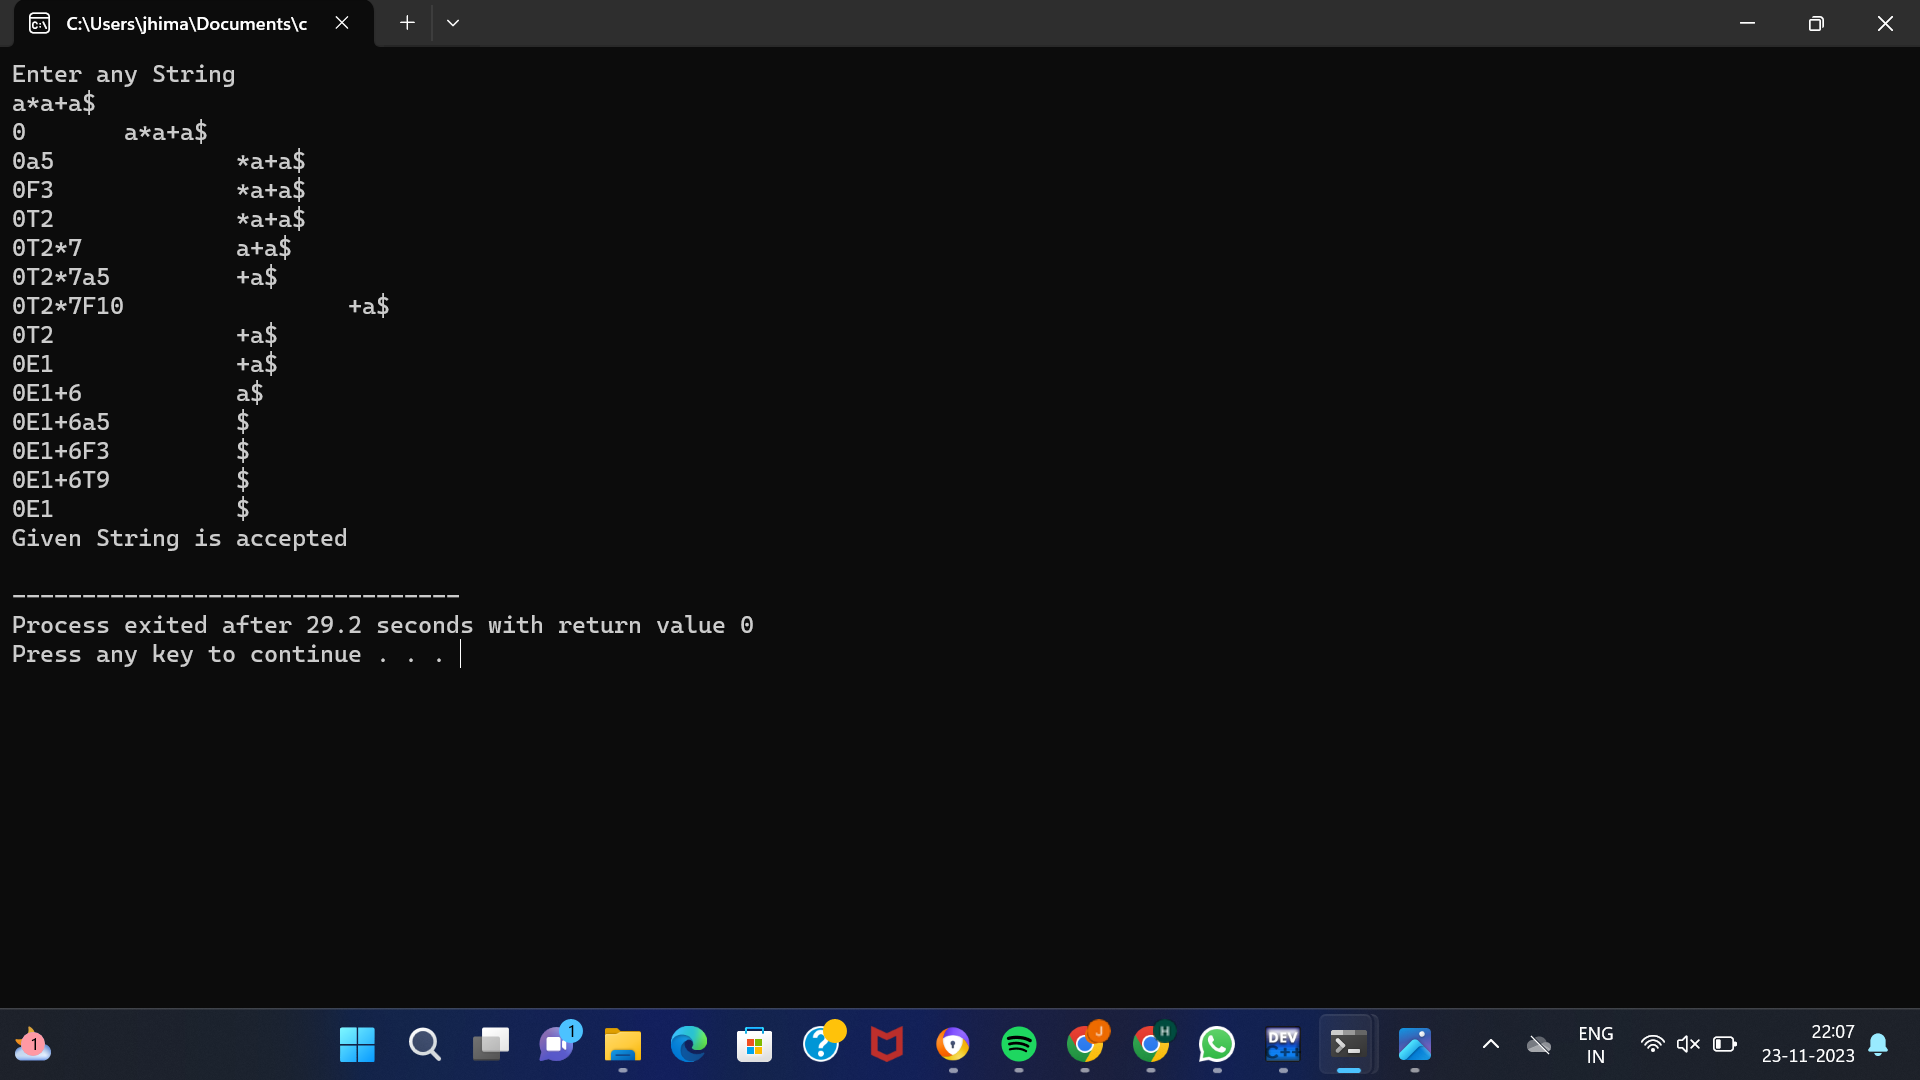 C:\Users\jhima\Documents\c
Enter any String
a*a+a$
0 a*a+a$
0a5 *a+a$
0F3 *a+a$
0T2 *a+a$
0T2*7 a+a$
0T2*7a5 +a$
0T2*7F10 +a$
0T2 +a$
0E1 +a$
0E1+6 a$
0E1+6a5 $
0E1+6F3 $
0E1+6T9 $
0E1 $
Given String is accepted
--------------------------------
Process exited after 29.2 seconds with return value 0
Press any key to continue . . .
1
1
J
H
DEV
C++
ENG
IN
22:07
23-11-2023